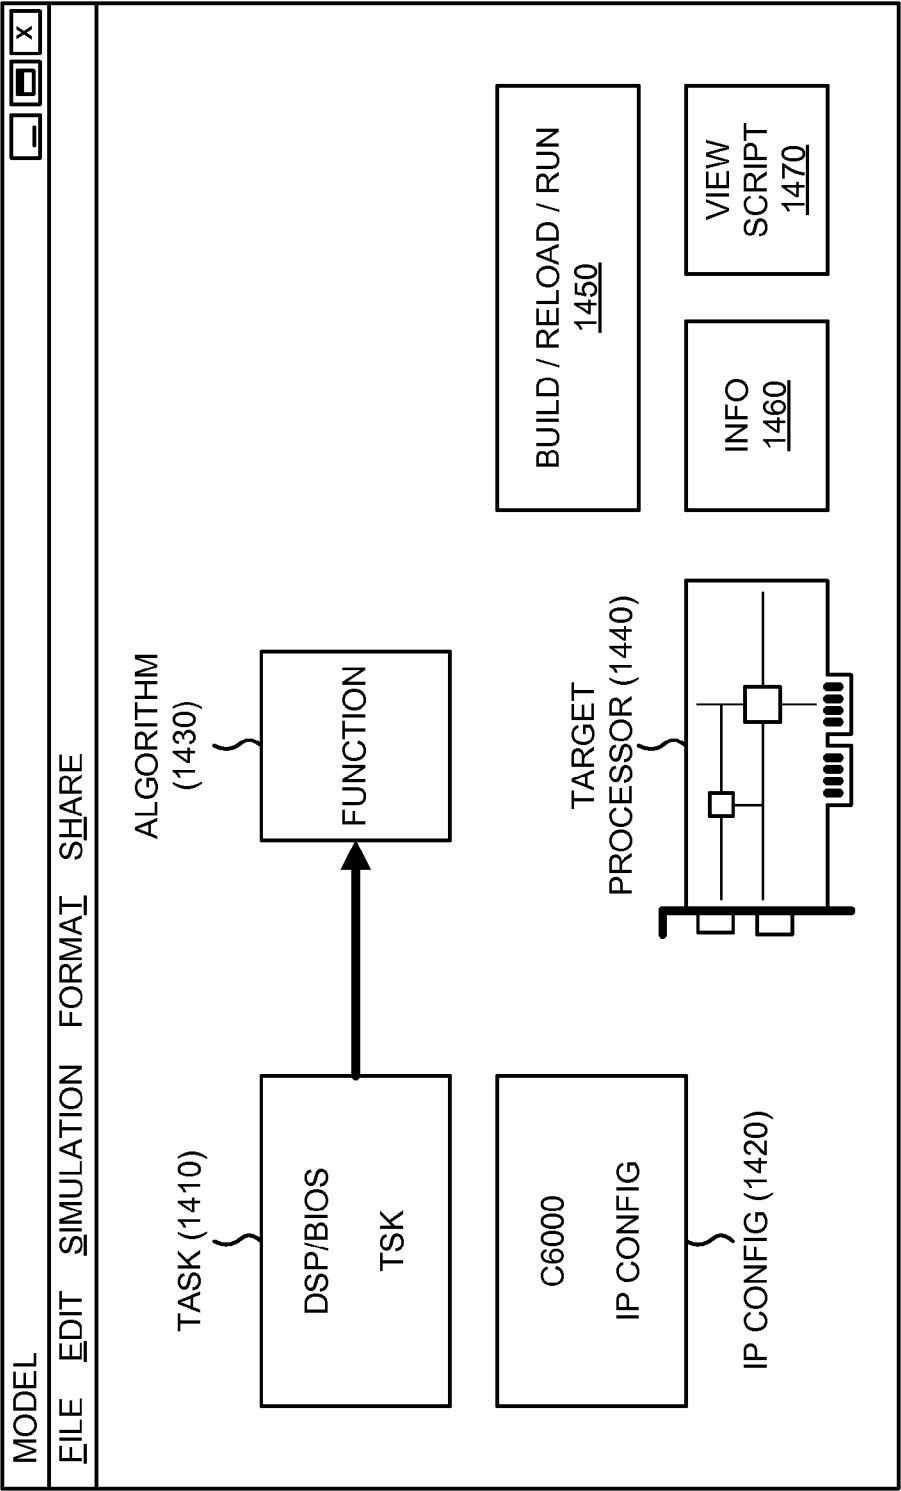 MODEL
_ X
FILE EDIT SIMULATION FORMAT SHARE
TASK (1410)
DSP/BIOS
TSK
ALGORITHM
(1430)
FUNCTION
C6000
IP CONFIG
IP CONFIG (1420)
TARGET
PROCESSOR (1440)
BUILD / RELOAD / RUN
1450
INFO
1460
VIEW
SCRIPT
1470